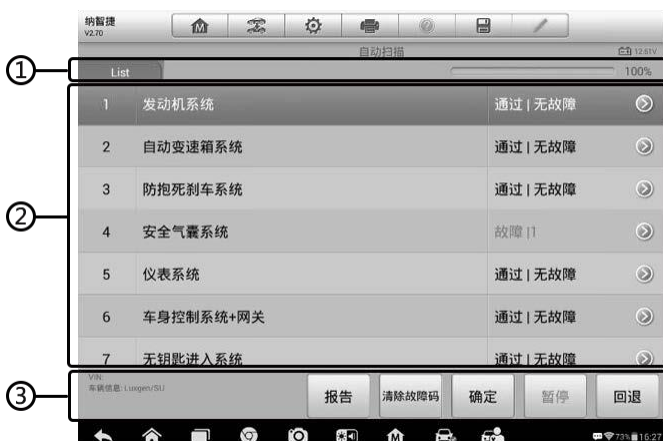 纳智捷
V2.70
自动扫描
12.61V
① List 100%
②
1 发动机系统 通过 | 无故障
2 自动变速箱系统 通过 | 无故障
3 防抱死刹车系统 通过 | 无故障
4 安全气囊系统 故障 |1
5 仪表系统 通过 | 无故障
6 车身控制系统+网关 通过 | 无故障
7 无钥匙进入系统 通过 | 无故障
③
VIN:
车辆信息: Luxgen/SU
报告 清除故障码 确定 暂停 回退
73% 16:27